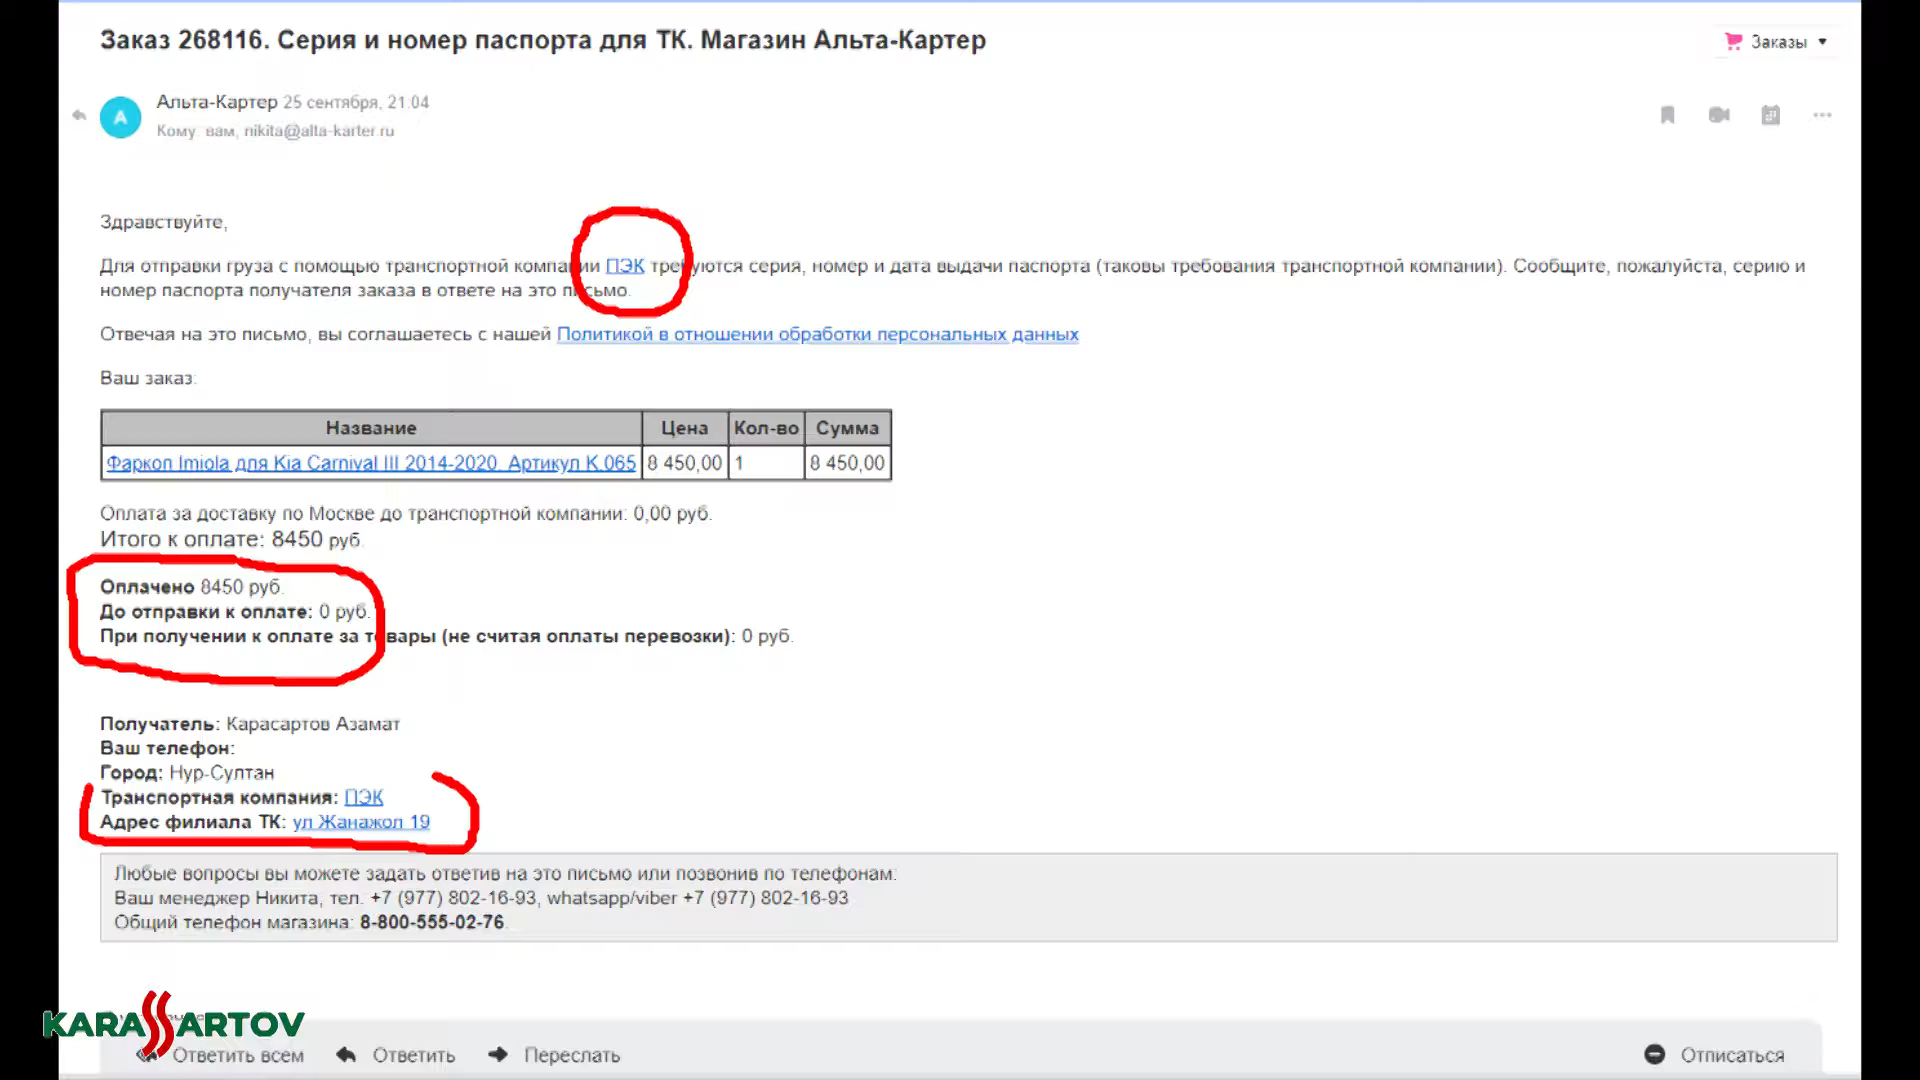 Заказ 268116. Серия и номер паспорта для ТК. Магазин Альта-Картер
Заказы
А
Альта-Картер 25 сентября, 21:04
Кому: вам, nikita@alta-karter.ru
Здравствуйте,
Для отправки груза с помощью транспортной компании ПЭК требуются серия, номер и дата выдачи паспорта (таковы требования транспортной компании). Сообщите, пожалуйста, серию и
номер паспорта получателя заказа в ответе на это письмо.
Отвечая на это письмо, вы соглашаетесь с нашей Политикой в отношении обработки персональных данных
Ваш заказ:
Название Цена Кол-во Сумма
Фаркоп Imiola для Kia Carnival III 2014-2020. Артикул K.065 8 450,00 1 8 450,00
Оплата за доставку по Москве до транспортной компании: 0,00 руб.
Итого к оплате: 8450 руб.
Оплачено 8450 руб.
До отправки к оплате: 0 руб.
При получении к оплате за товары (не считая оплаты перевозки): 0 руб.
Получатель: Карасартов Азамат
Ваш телефон:
Город: Нур-Султан
Транспортная компания: ПЭК
Адрес филиала ТК: ул Жанажол 19
Любые вопросы вы можете задать ответив на это письмо или позвонив по телефонам:
Ваш менеджер Никита, тел. +7 (977) 802-16-93, whatsapp/viber +7 (977) 802-16-93
Общий телефон магазина: 8-800-555-02-76.
KARASSARTOV
Ответить всем Ответить Переслать Отписаться